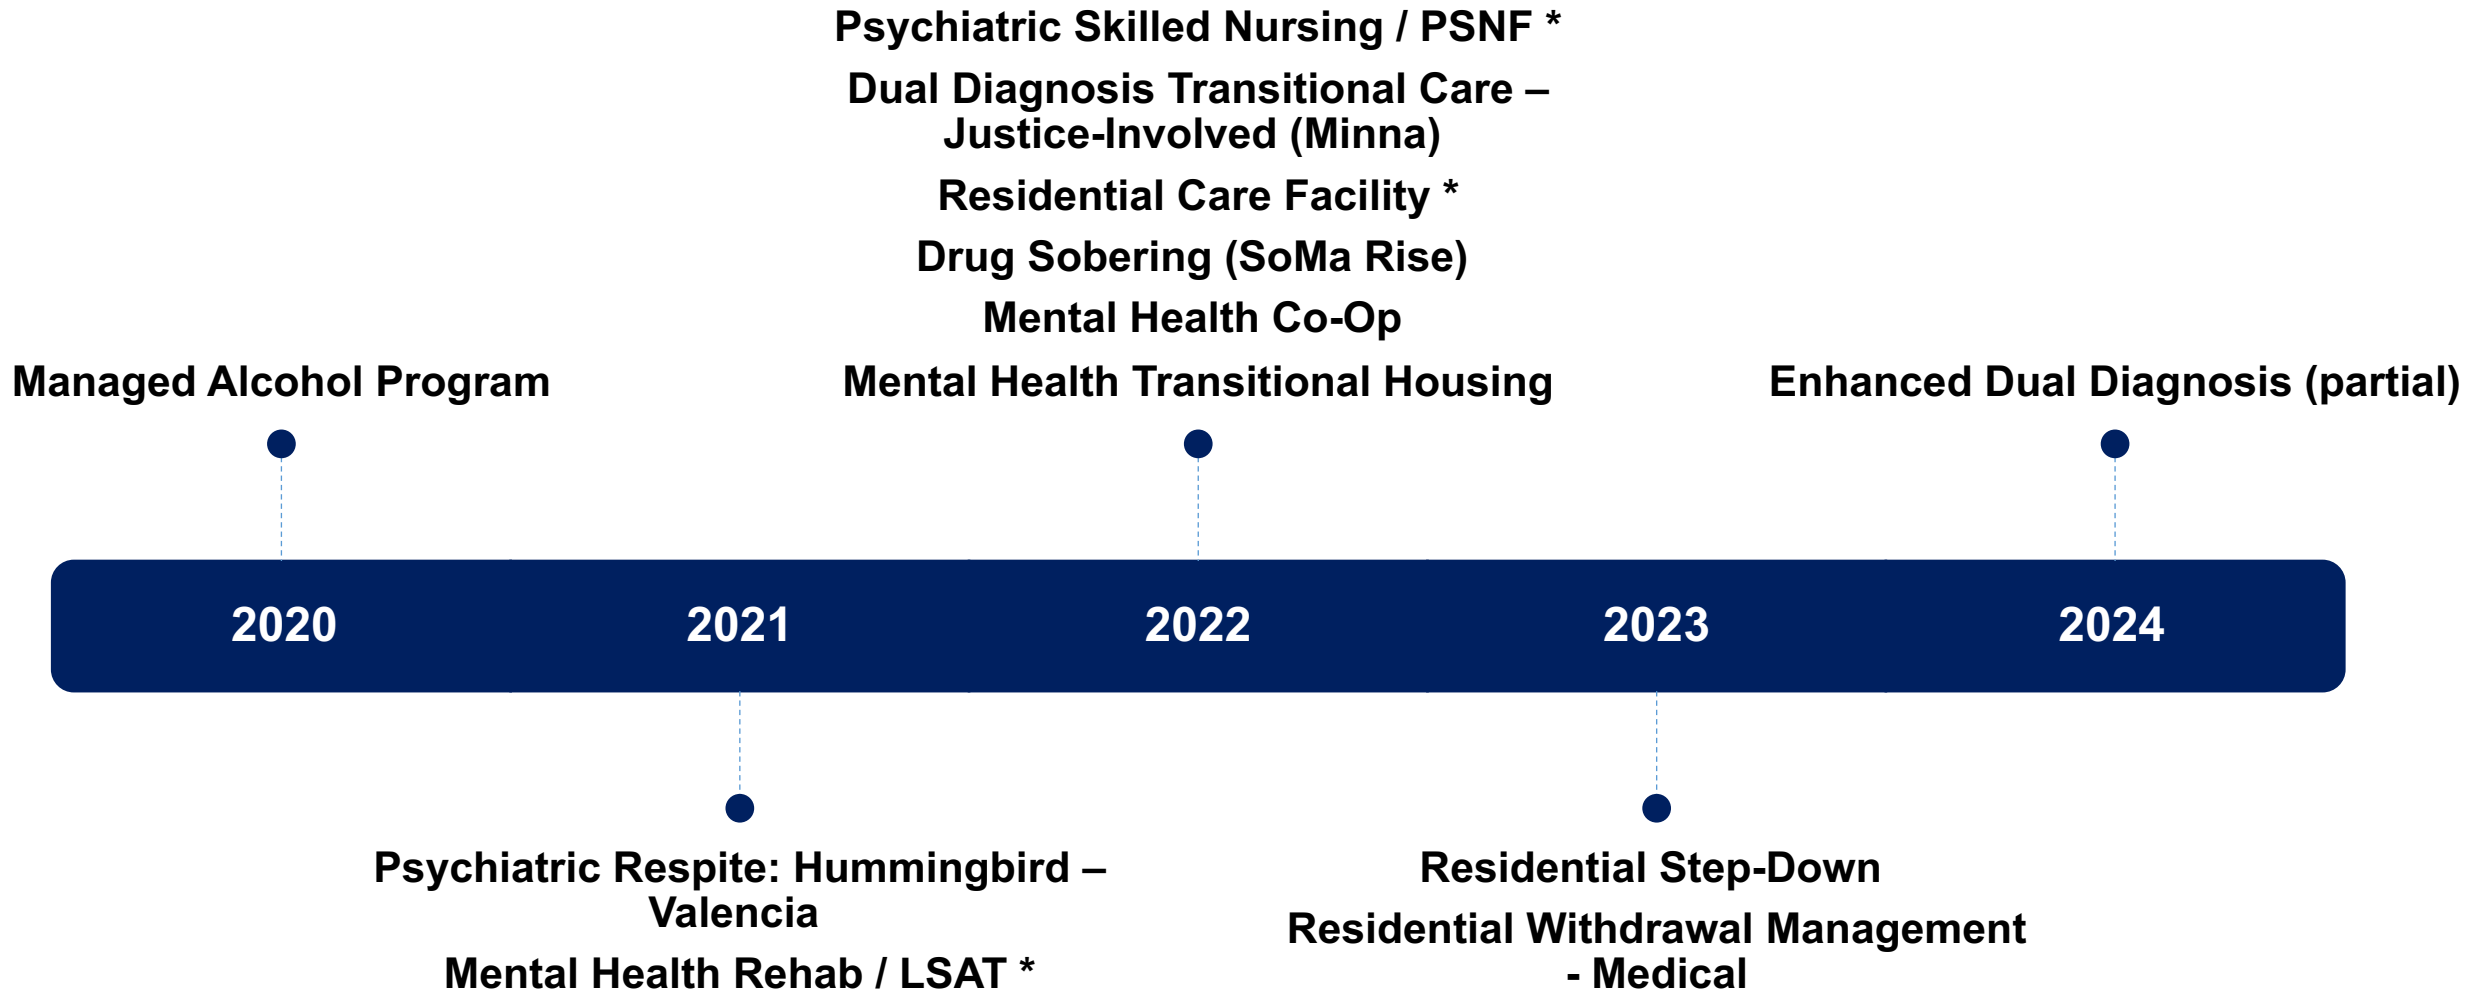 Psychiatric Skilled Nursing / PSNF *
Dual Diagnosis Transitional Care –
Justice-Involved (Minna)
Residential Care Facility *
Drug Sobering (SoMa Rise)
Mental Health Co-Op
Managed Alcohol Program
Mental Health Transitional Housing
Enhanced Dual Diagnosis (partial)
2020
2021
2022
2023
2024
Psychiatric Respite: Hummingbird –
Valencia
Mental Health Rehab / LSAT *
Residential Step-Down
Residential Withdrawal Management
- Medical